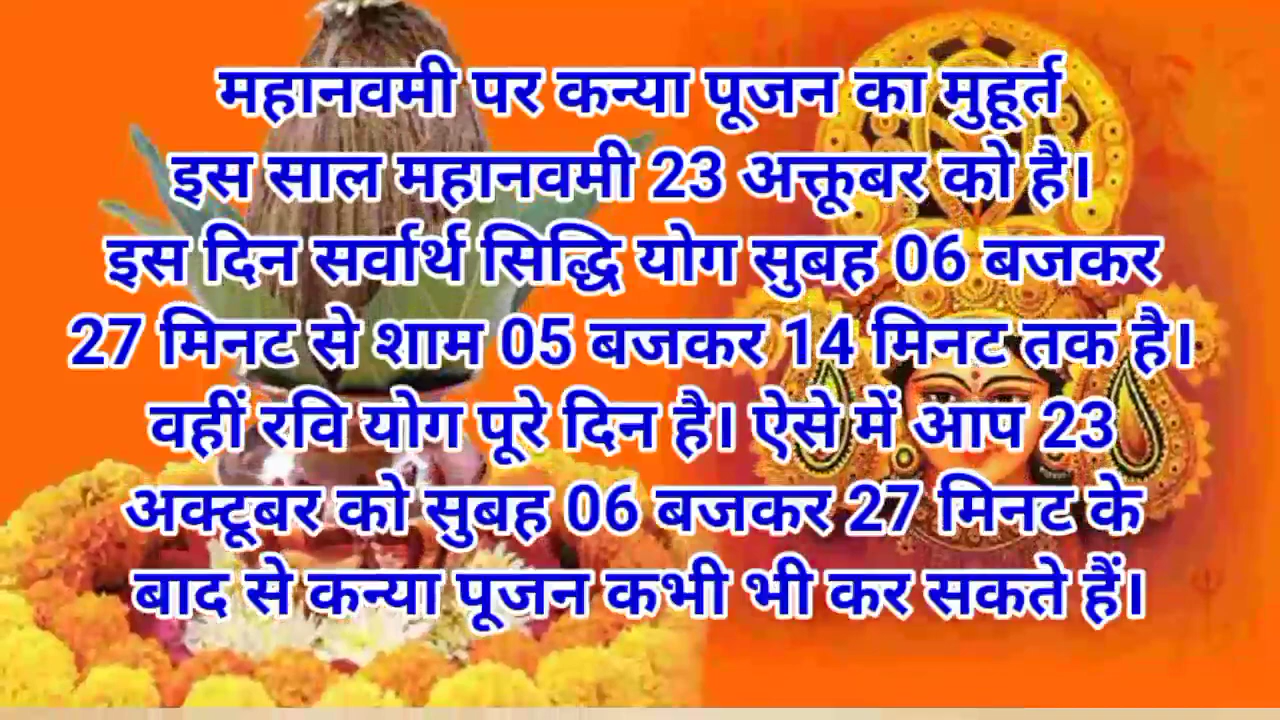 महानवमी पर कन्या पूजन का मुहूर्त
इस साल महानवमी 23 अक्तूबर को है।
इस दिन सर्वार्थ सिद्धि योग सुबह 06 बजकर
27 मिनट से शाम 05 बजकर 14 मिनट तक है।
वहीं रवि योग पूरे दिन है। ऐसे में आप 23
अक्टूबर को सुबह 06 बजकर 27 मिनट के
बाद से कन्या पूजन कभी भी कर सकते हैं।